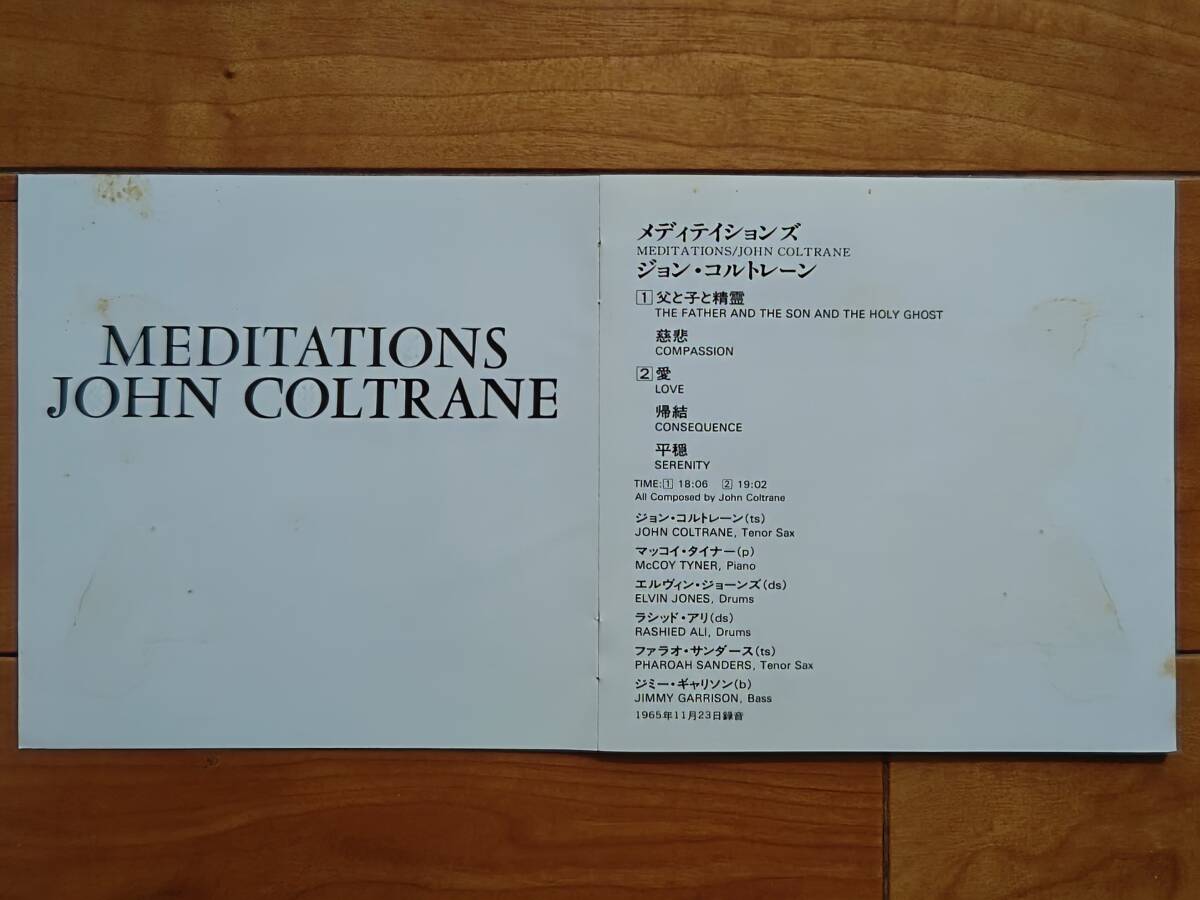 MEDITATIONS
JOHN COLTRANE
メディテイションズ
MEDITATIONS/JOHN COLTRANE
ジョン・コルトレーン
1 父と子と精霊
THE FATHER AND THE SON AND THE HOLY GHOST
慈悲
COMPASSION
2 愛
LOVE
帰結
CONSEQUENCE
平穏
SERENITY
TIME:1 18:06 2 19:02
All Composed by John Coltrane
ジョン・コルトレーン(ts)
JOHN COLTRANE, Tenor Sax
マッコイ・タイナー(p)
McCOY TYNER, Piano
エルヴィン・ジョーンズ(ds)
ELVIN JONES, Drums
ラシッド・アリ(ds)
RASHIED ALI, Drums
ファラオ・サンダース(ts)
PHAROAH SANDERS, Tenor Sax
ジミー・ギャリソン(b)
JIMMY GARRISON, Bass
1965年11月23日録音